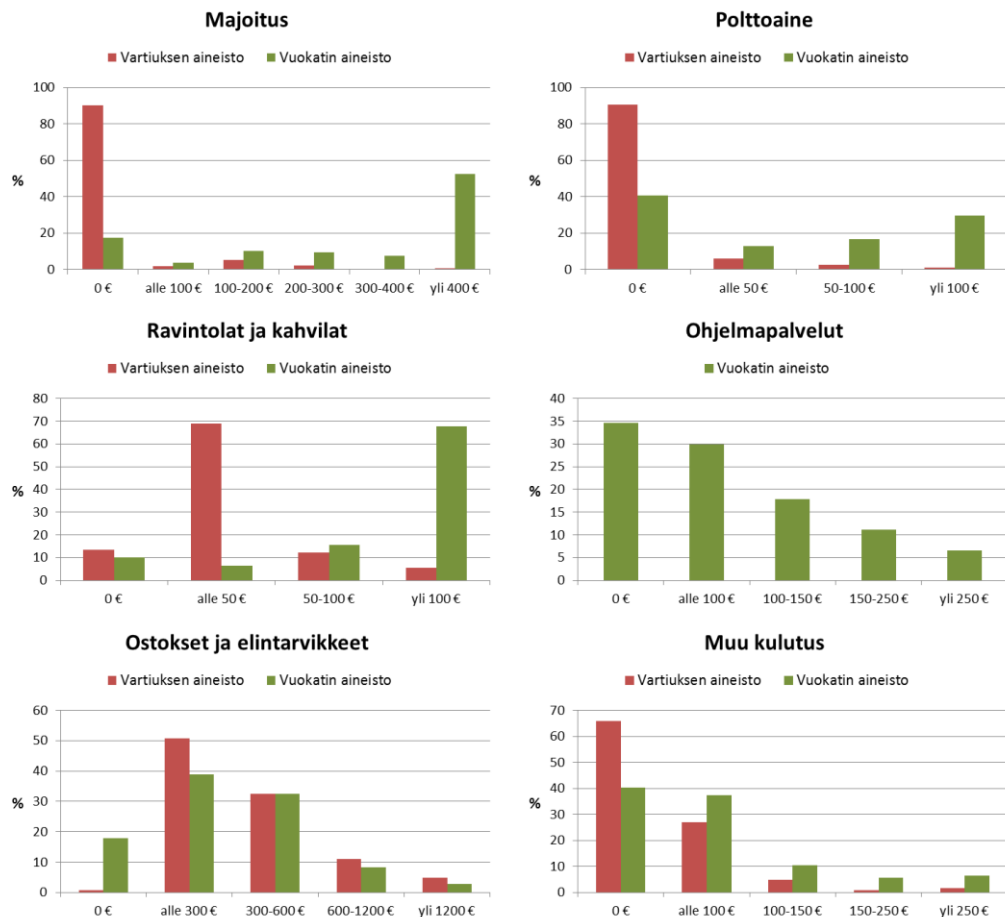 Majoitus
Vartiuksen aineisto Vuokatin aineisto
100
80
60
%
40
20
0
0 € alle 100 € 100-200 € 200-300 € 300-400 € yli 400 €
Polttoaine
Vartiuksen aineisto Vuokatin aineisto
100
80
60
%
40
20
0
0 € alle 50 € 50-100 € yli 100 €
Ravintolat ja kahvilat
Vartiuksen aineisto Vuokatin aineisto
80
70
60
50
%
40
30
20
10
0
0 € alle 50 € 50-100 € yli 100 €
Ohjelmapalvelut
Vuokatin aineisto
40
35
30
25
%
20
15
10
5
0
0 € alle 100 € 100-150 € 150-250 € yli 250 €
Ostokset ja elintarvikkeet
Vartiuksen aineisto Vuokatin aineisto
60
50
40
%
30
20
10
0
0 € alle 300 € 300-600 € 600-1200 € yli 1200 €
Muu kulutus
Vartiuksen aineisto Vuokatin aineisto
70
60
50
40
%
30
20
10
0
0 € alle 100 € 100-150 € 150-250 € yli 250 €